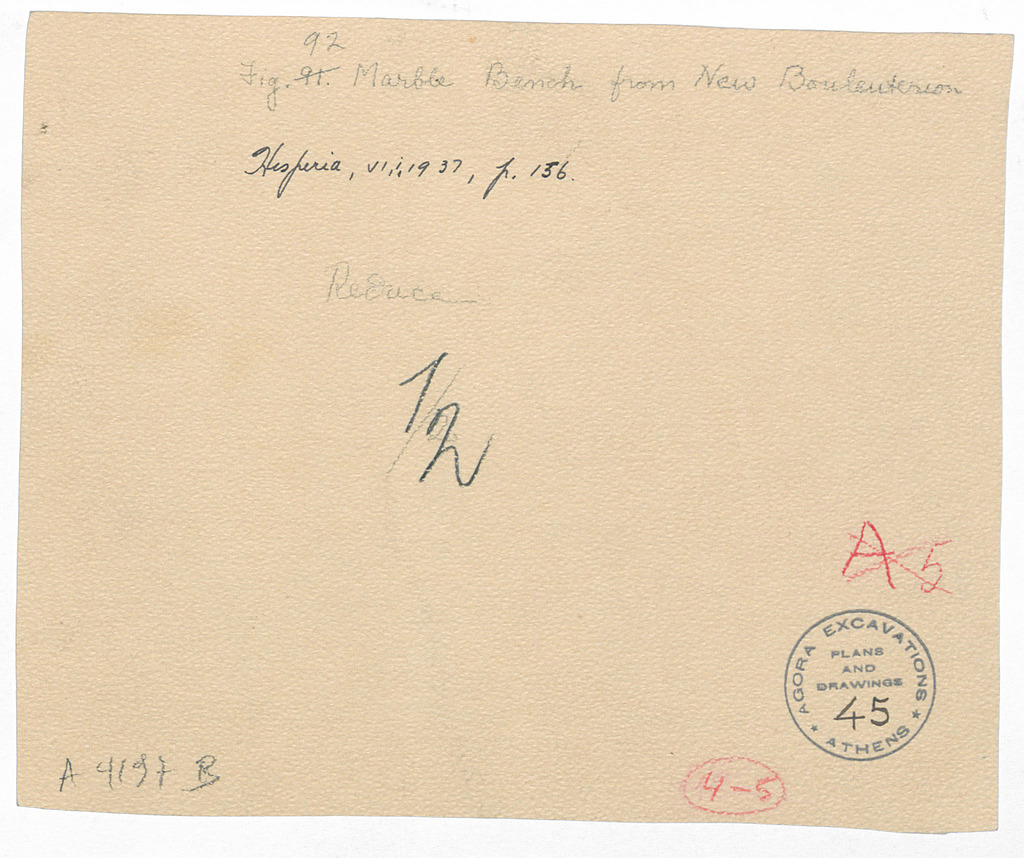 92
Fig. 91. Marble Bench from New Bouleuterion
Hesperia, VI, i, 1937, p. 156.
Reduce
1/2
A 5
AGORA EXCAVATIONS
PLANS
AND
DRAWINGS
45
★ ATHENS ★
A 4197 B
4-5